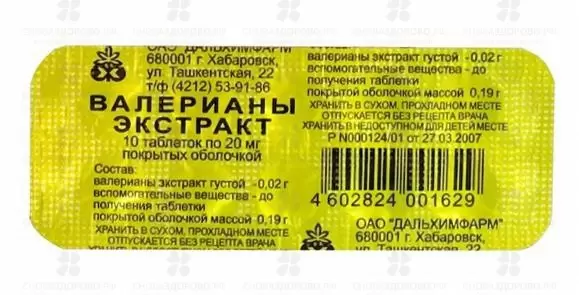 ОАО "ДАЛЬХИМФАРМ"
680001 г. Хабаровск,
ул. Ташкентская, 22
т/ф (4212) 53-91-86
ВАЛЕРИАНЫ
ЭКСТРАКТ
10 таблеток по 20 мг
покрытых оболочкой
Состав:
валерианы экстракт густой -0,02 г
вспомогательные вещества - до
получения таблетки
покрытой оболочкой массой 0,19 г
ХРАНИТЬ В СУХОМ, ПРОХЛАДНОМ МЕСТЕ
ОТПУСКАЕТСЯ БЕЗ РЕЦЕПТА ВРАЧА
валерианы экстракт густой - 0,02 г
вспомогательные вещества - до
получения таблетки
покрытой оболочкой массой 0,19 г
ХРАНИТЬ В СУХОМ, ПРОХЛАДНОМ МЕСТЕ
ОТПУСКАЕТСЯ БЕЗ РЕЦЕПТА ВРАЧА
ХРАНИТЬ В НЕДОСТУПНОМ ДЛЯ ДЕТЕЙ МЕСТЕ
Р N000124/01 от 27.03.2007
4 602824 001629
ОАО "ДАЛЬХИМФАРМ"
680001 г. Хабаровск,
ул. Ташкентская, 22